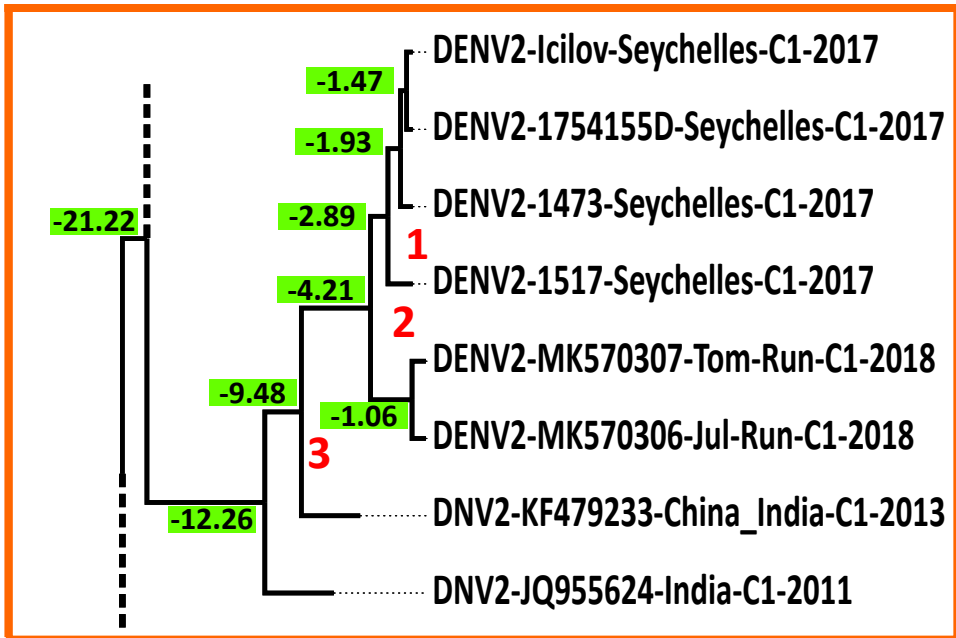 DENV2-Icilov-Seychelles-C1-2017
-1.47
DENV2-1754155D-Seychelles-C1-2017
-1.93
DENV2-1473-Seychelles-C1-2017
-2.89
-21.22
1
DENV2-1517-Seychelles-C1-2017
-4.21
2
DENV2-MK570307-Tom-Run-C1-2018
-9.48
-1.06
DENV2-MK570306-Jul-Run-C1-2018
3
DNV2-KF479233-China_India-C1-2013
-12.26
DNV2-JQ955624-India-C1-2011